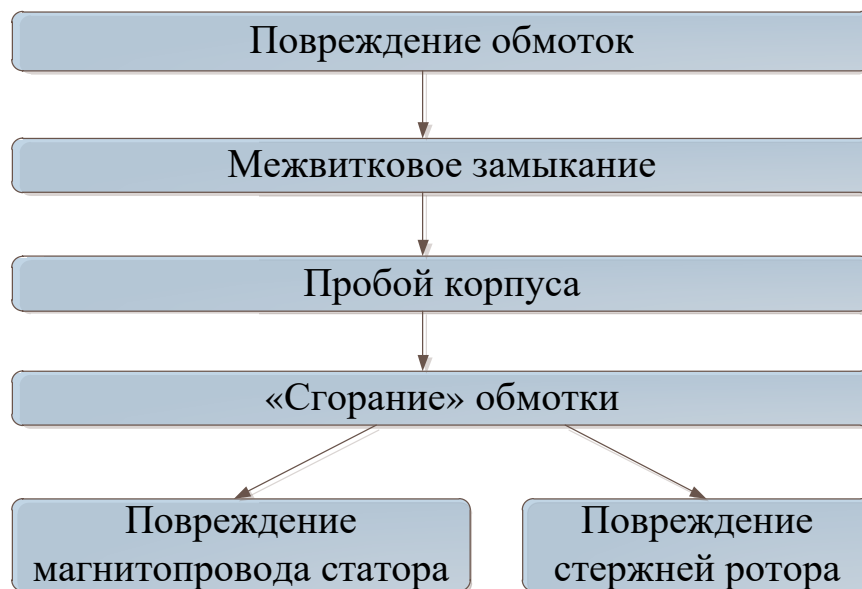 Повреждение обмоток
Межвитковое замыкание
Пробой корпуса
«Сгорание» обмотки
Повреждение
магнитопровода статора
Повреждение
стержней ротора